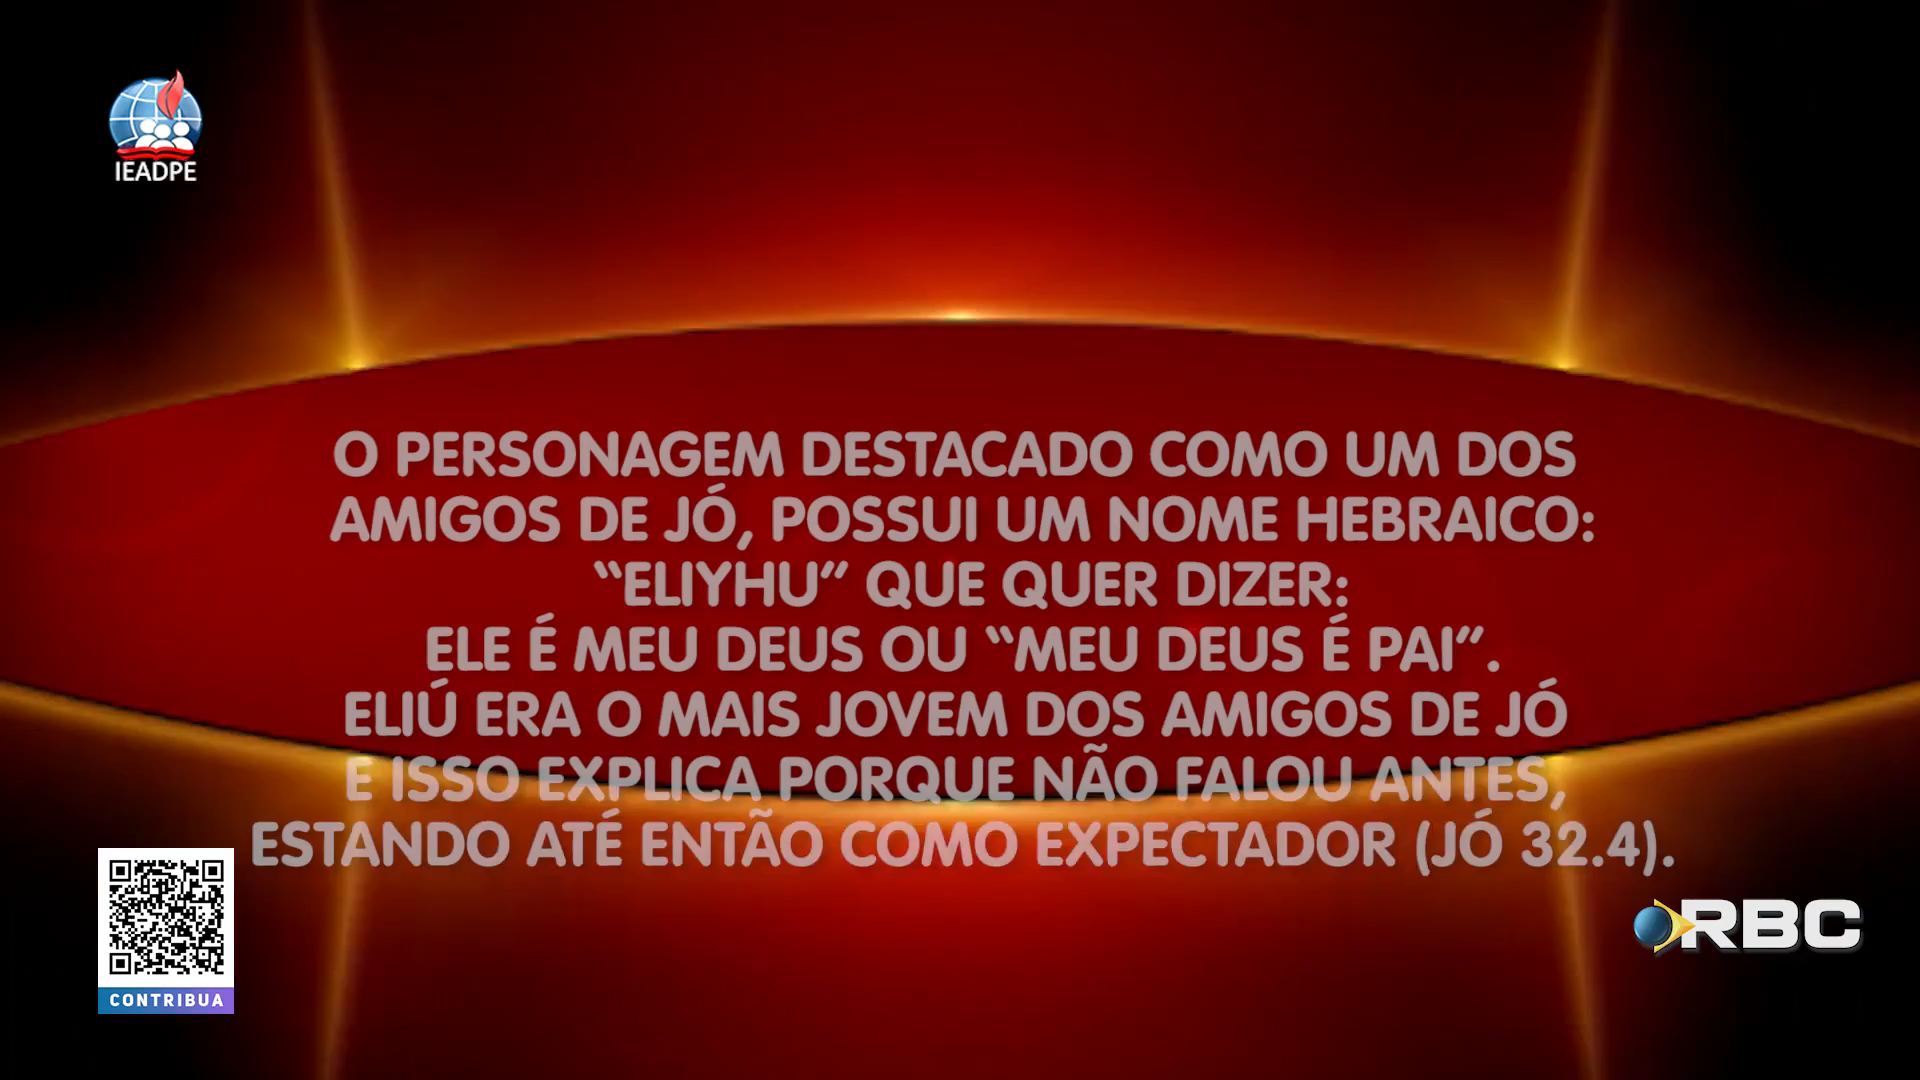 IEADPE
O PERSONAGEM DESTACADO COMO UM DOS
AMIGOS DE JÓ, POSSUI UM NOME HEBRAICO:
“ELIYHU” QUE QUER DIZER:
ELE É MEU DEUS OU “MEU DEUS É PAI”.
ELIÚ ERA O MAIS JOVEM DOS AMIGOS DE JÓ
E ISSO EXPLICA PORQUE NÃO FALOU ANTES,
ESTANDO ATÉ ENTÃO COMO EXPECTADOR (JÓ 32.4).
RBC
CONTRIBUA